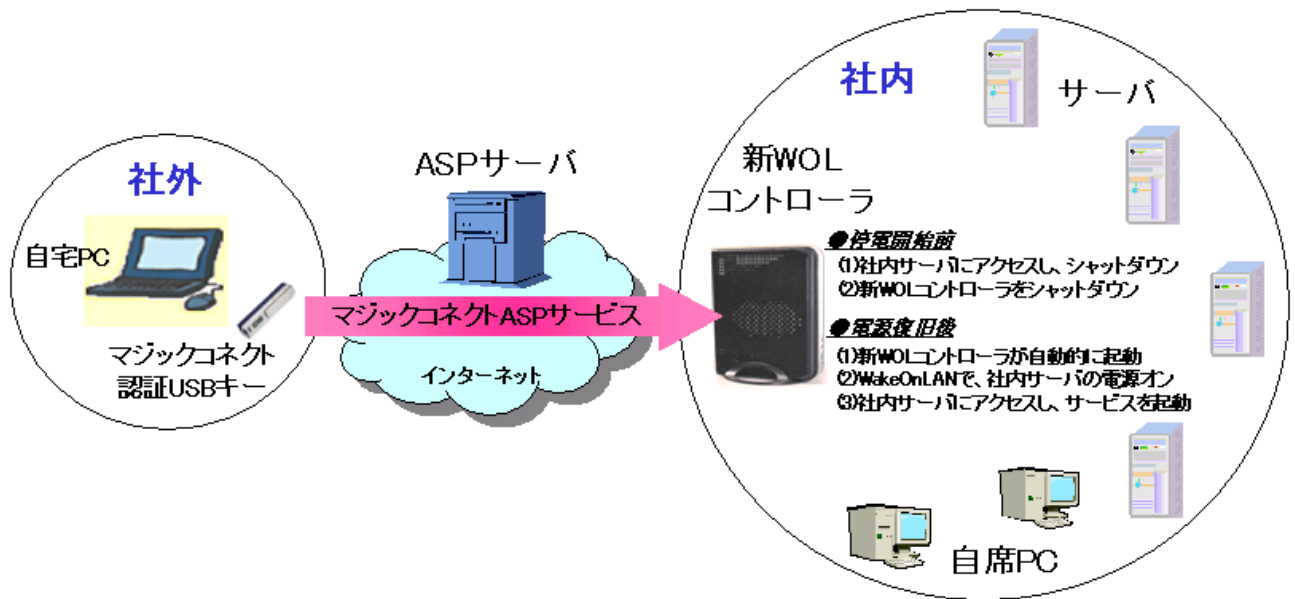 社外
自宅PC
マジックコネクト
認証USBキー
ASPサーバ
マジックコネクトASPサービス
インターネット
社内
サーバ
新WOL
コントローラ
●停電開始前
(1)社内サーバにアクセスし、シャットダウン
(2)新WOLコントローラをシャットダウン
●電源復旧後
(1)新WOLコントローラが自動的に起動
(2)WakeOnLANで、社内サーバの電源オン
(3)社内サーバにアクセスし、サービスを起動
自席PC